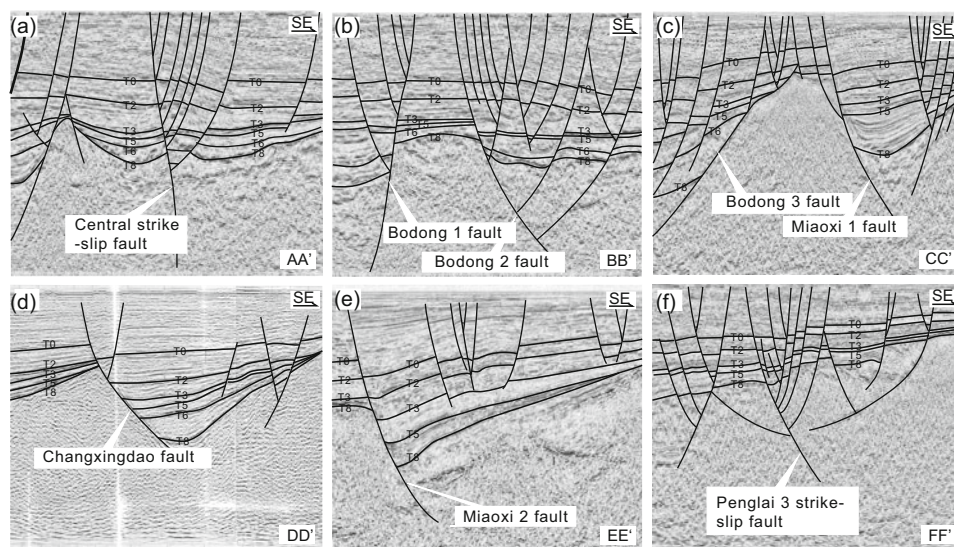 (a)
SE
T0
T0
T2
T2
T3
T3
T5
T5
T6
T6
T8
T8
Central strike
-slip fault
AA'
(b)
SE
T0
T0
T2
T2
T3
T3
T5
T6
T5
T6
T8
T8
Bodong 1 fault
Bodong 2 fault
BB'
(c)
SE
T0
T0
T2
T2
T3
T3
T5
T5
T6
T8
T8
Bodong 3 fault
Miaoxi 1 fault
CC'
(d)
SE
T0
T0
T2
T2
T3
T3
T5
T5
T6
T8
T8
Changxingdao fault
DD'
(e)
SE
T0
T0
T2
T2
T3
T3
T8
T5
T8
Miaoxi 2 fault
EE'
(f)
SE
T0
T0
T2
T2
T3
T3
T5
T5
T8
T8
Penglai 3 strike-
slip fault
FF'